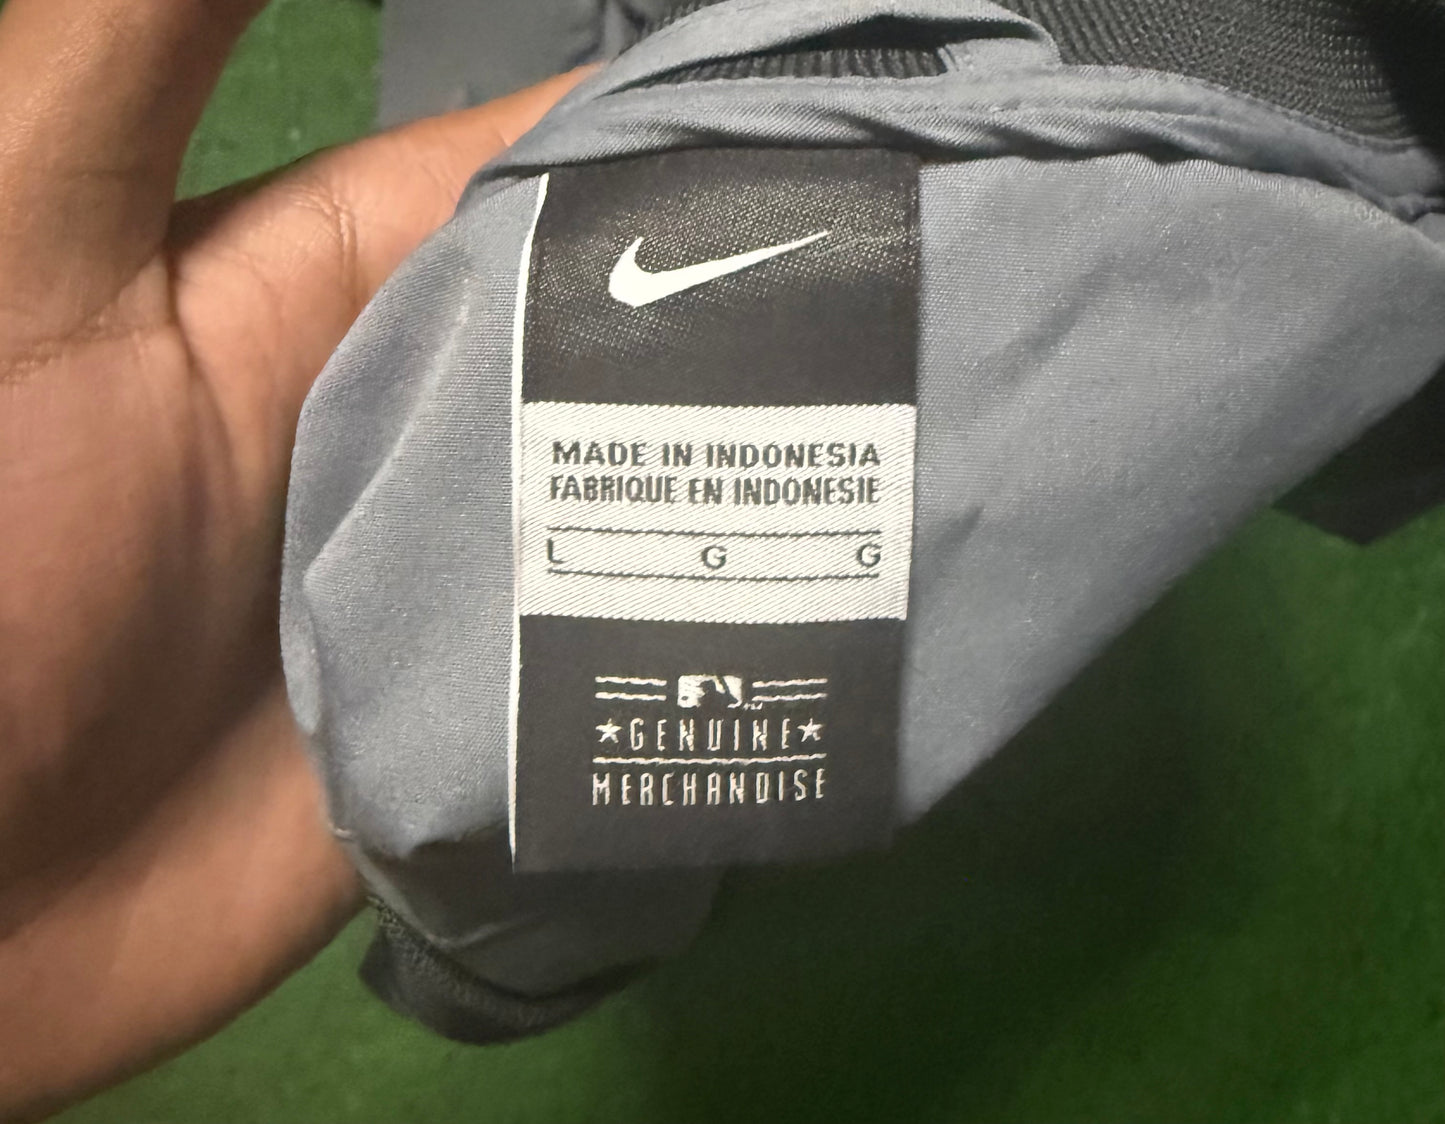 MADE IN INDONESIA
FABRIQUE EN INDONESIE
L G G
GENUINE
MERCHANDISE